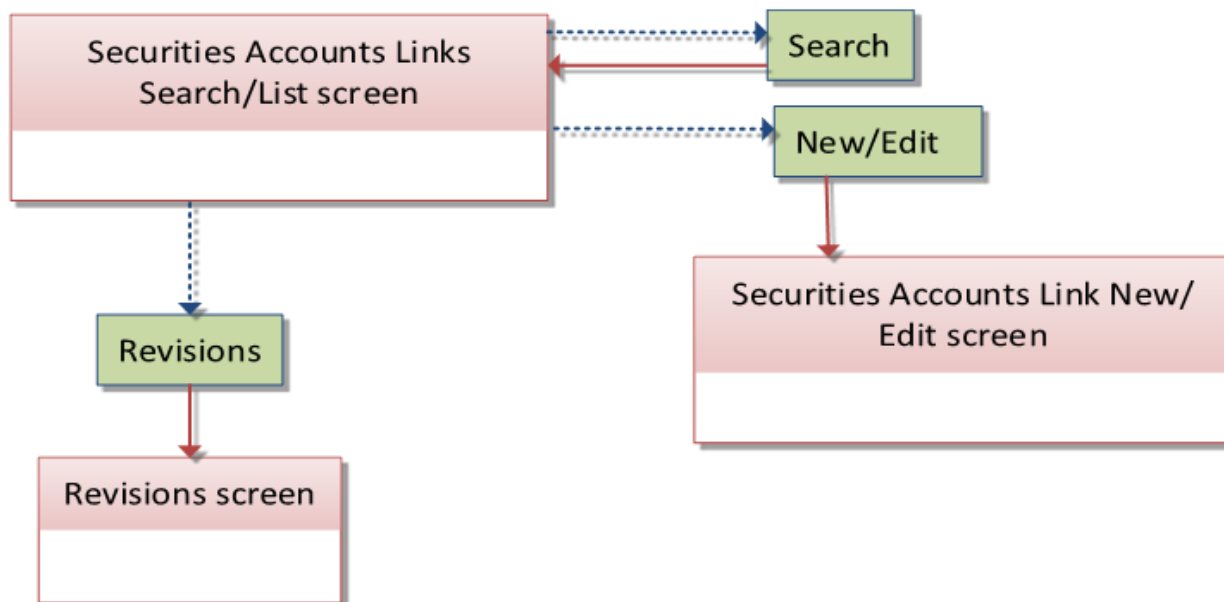 Securities Accounts Links
Search/List screen
Search
New/Edit
Securities Accounts Link New/
Edit screen
Revisions
Revisions screen